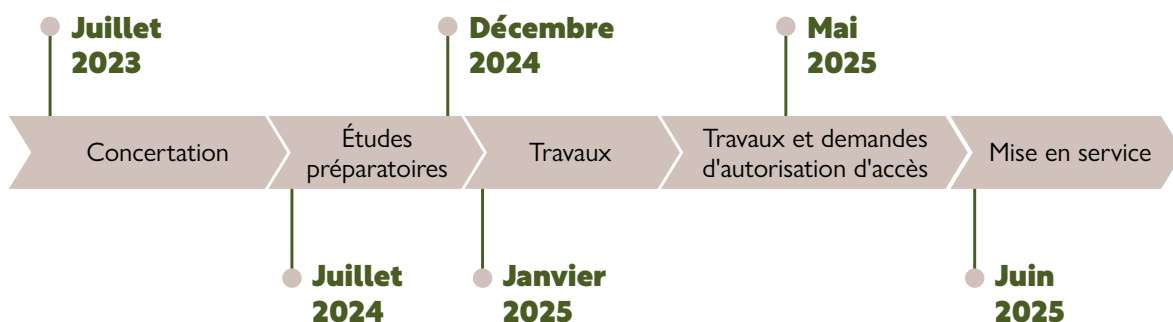 Juillet
2023
Décembre
2024
Mai
2025
Concertation
Études
préparatoires
Travaux
Travaux et demandes
d'autorisation d'accès
Mise en service
Juillet
2024
Janvier
2025
Juin
2025